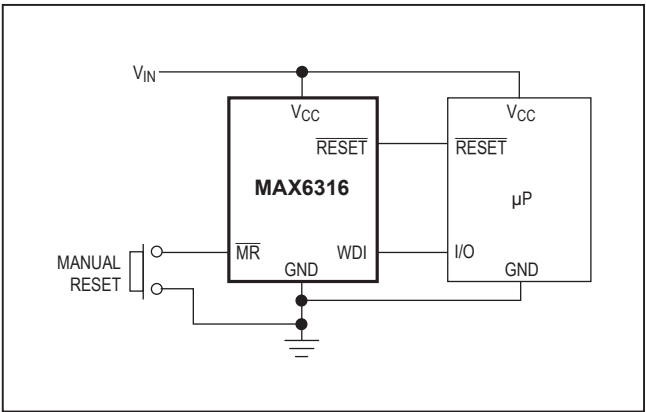 VIN
VCC
VCC
RESET
RESET
MAX6316
µP
MANUAL
RESET
MR
WDI
I/O
GND
GND